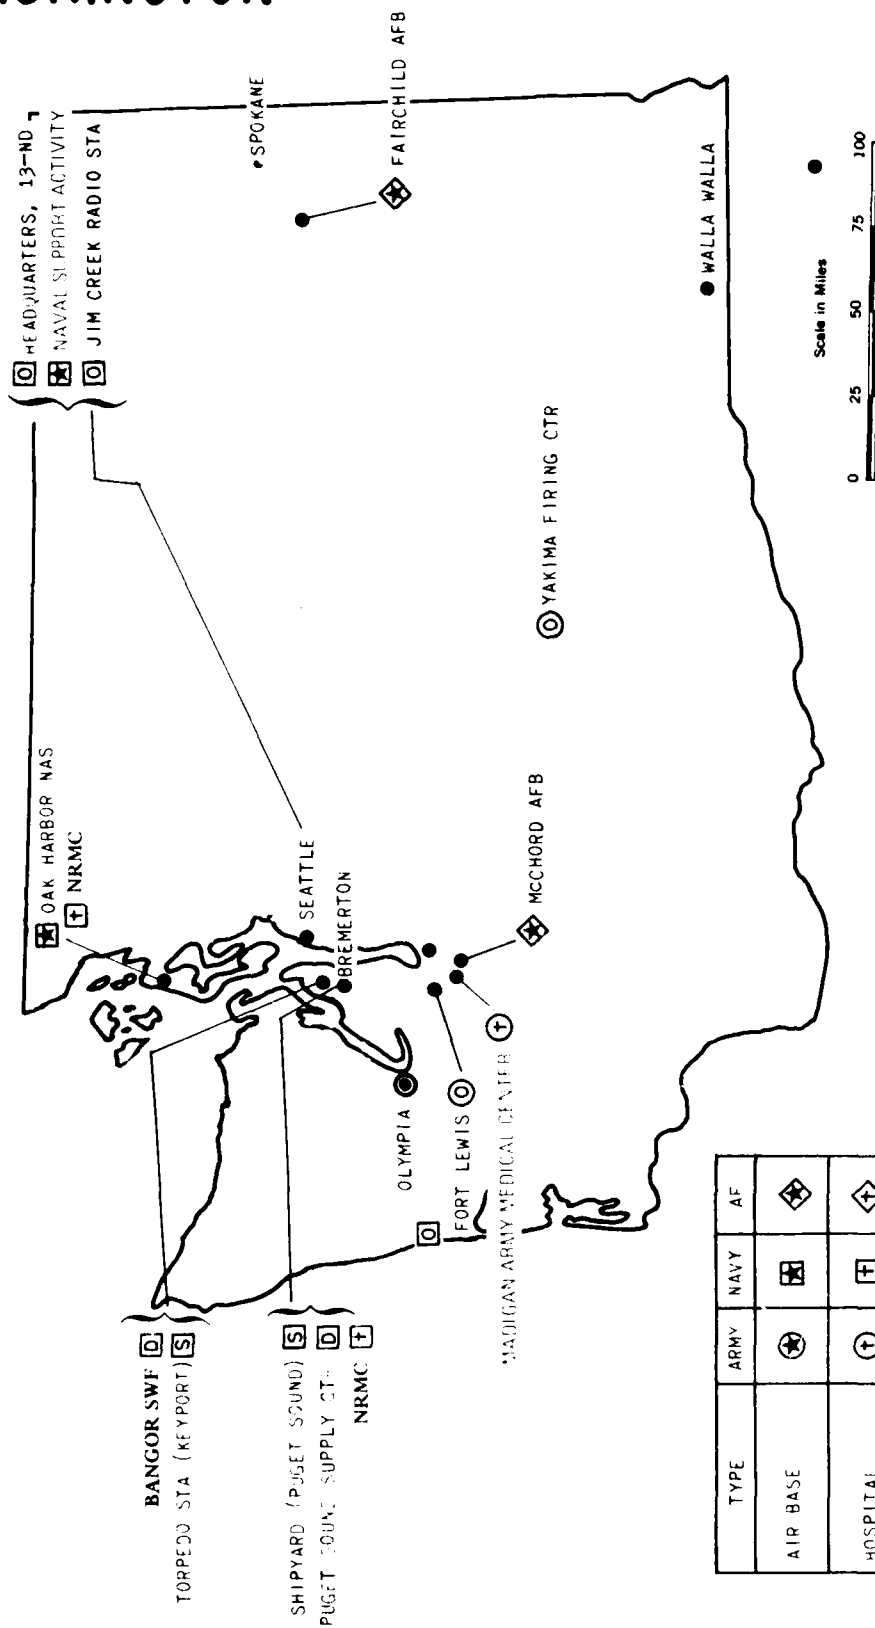 HEADQUARTERS, 13-ND
NAVAL SUPPORT ACTIVITY
JIM CREEK RADIO STA
OAK HARBOR NAS
NRMC
SPOKANE
FAIRCHILD AFB
BANGOR SWF D
TORPEDO STA (KEYPORT) S
SEATTLE
BREMERTON
SHIPYARD (PUGET SOUND) S
PUGET SOUND SUPPLY CTR D
NRMC
OLYMPIA
FORT LEWIS
MADIGAN ARMY MEDICAL CENTER
MCCHORD AFB
YAKIMA FIRING CTR
WALLA WALLA
Scale in Miles
0 25 50 75 100
TYPE ARMY NAVY AF
AIR BASE
HOSPITAL